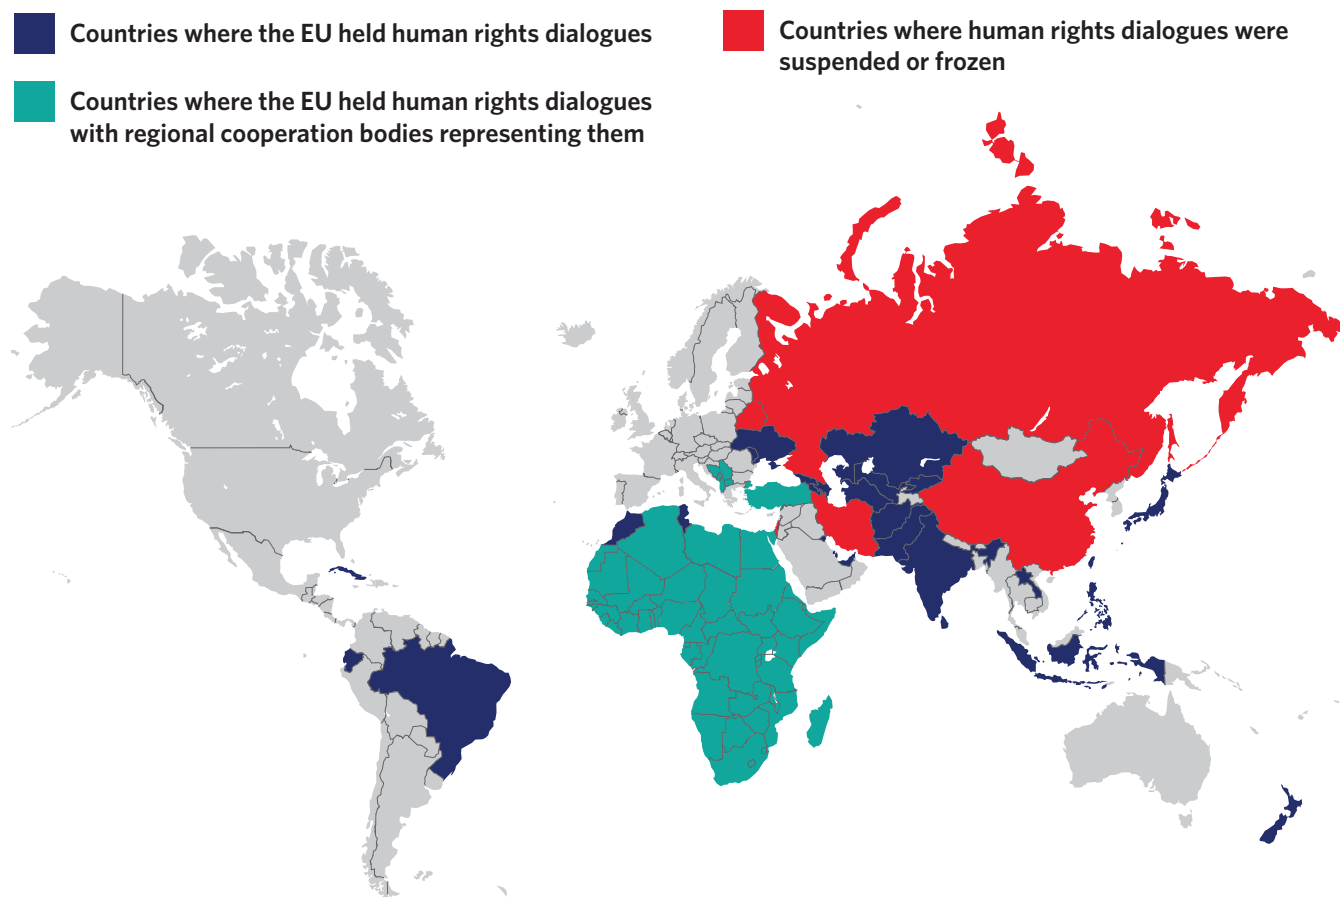 Countries where the EU held human rights dialogues
Countries where the EU held human rights dialogues
with regional cooperation bodies representing them
Countries where human rights dialogues were
suspended or frozen